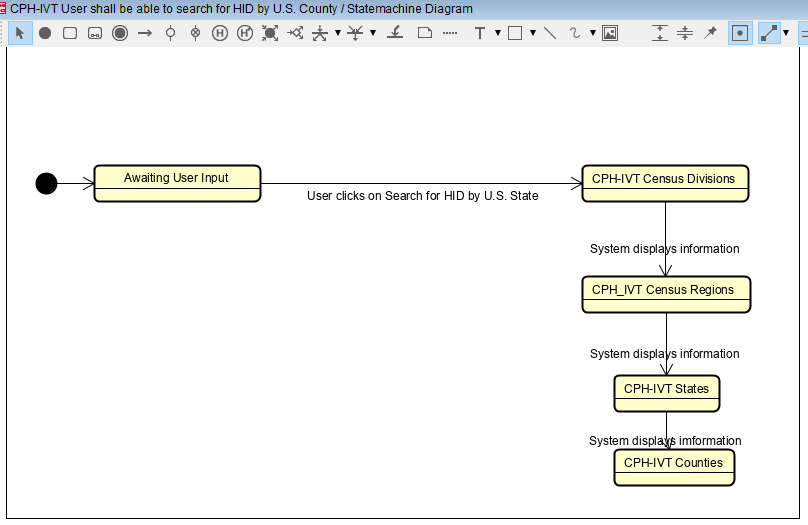 CPH-IVT User shall be able to search for HID by U.S. County / Statemachine Diagram
H H* T
Awaiting User Input
User clicks on Search for HID by U.S. State
CPH-IVT Census Divisions
System displays information
CPH_IVT Census Regions
System displays information
CPH-IVT States
System displays imformation
CPH-IVT Counties